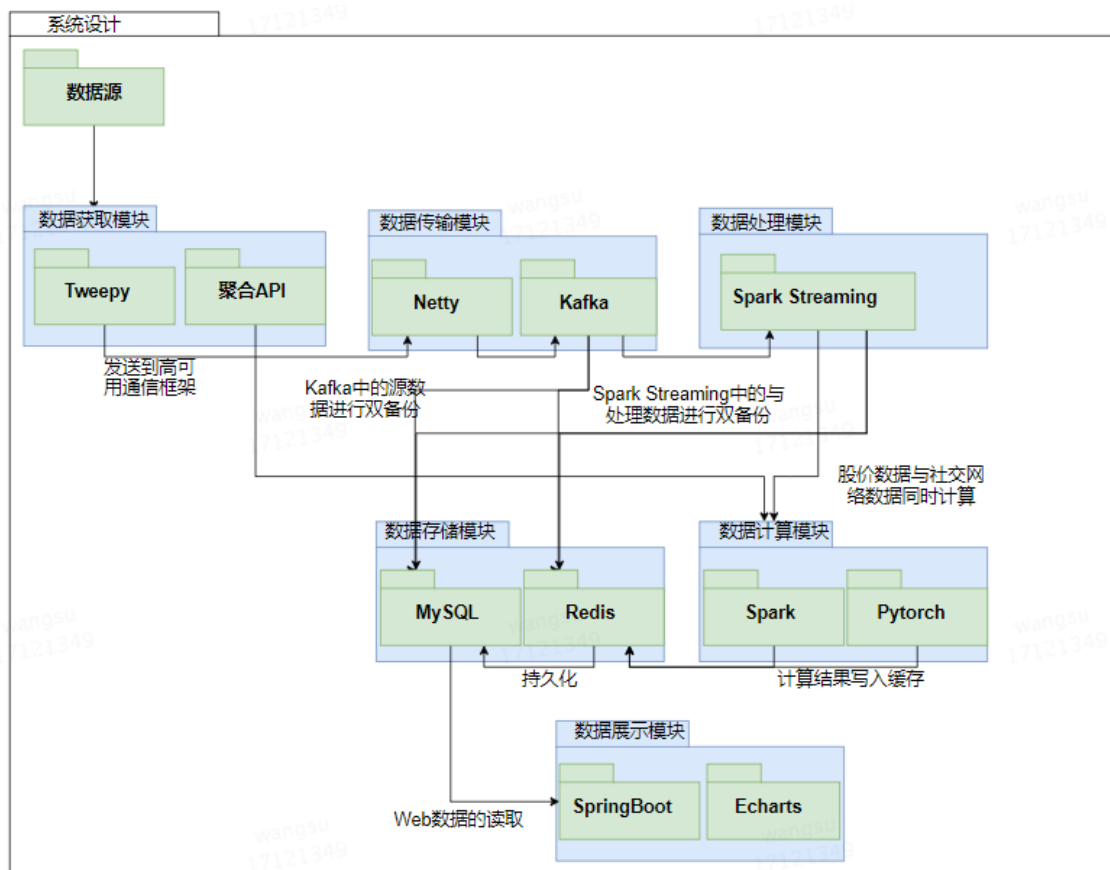 系统设计
数据源
数据获取模块
数据传输模块
数据处理模块
Tweepy
聚合API
Netty
Kafka
Spark Streaming
发送到高可
用通信框架
Kafka中的源数
据进行双备份
Spark Streaming中的与
处理数据进行双备份
股价数据与社交网
络数据同时计算
数据存储模块
数据计算模块
MySQL
Redis
Spark
Pytorch
持久化
计算结果写入缓存
数据展示模块
SpringBoot
Echarts
Web数据的读取
wangsu
17121349